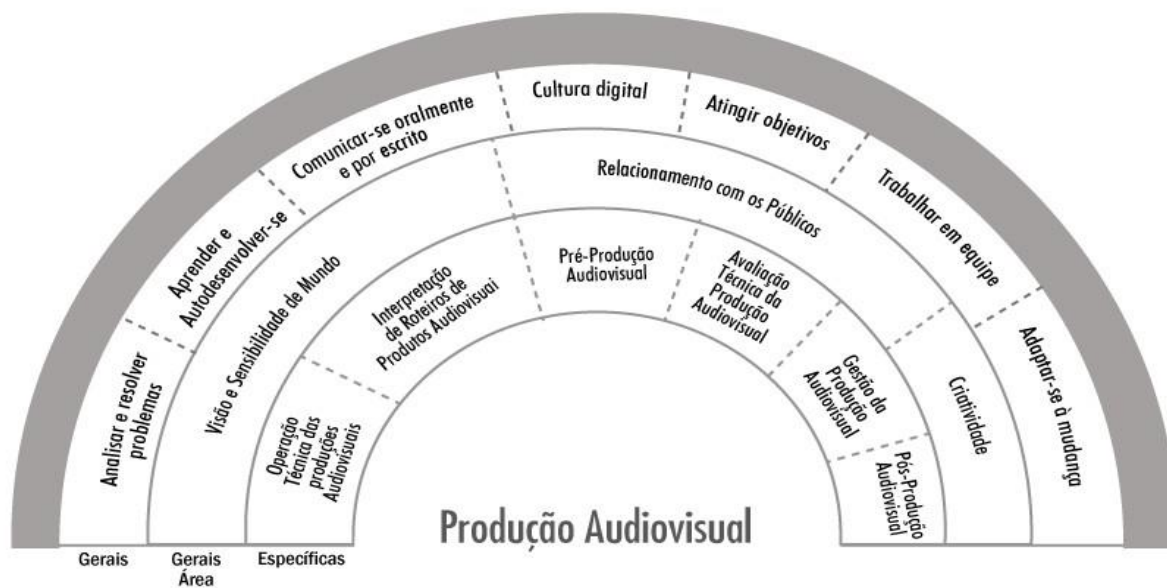 Analisar e resolver
problemas
Aprender e
Autodesenvolver-se
Comunicar-se oralmente
e por escrito
Cultura digital
Atingir objetivos
Trabalhar em equipe
Adaptar-se à mudança
Visão e Sensibilidade de Mundo
Relacionamento com os Públicos
Criatividade
Operação
Técnica das
produções
Audiovisuais
Interpretação
de Roteiros de
Produtos Audiovisuai
Pré-Produção
Audiovisual
Avaliação
Técnica da
Produção
Audiovisual
Gestão da
Produção
Audiovisual
Pós-Produção
Audiovisual
Produção Audiovisual
Gerais
Gerais
Área
Específicas